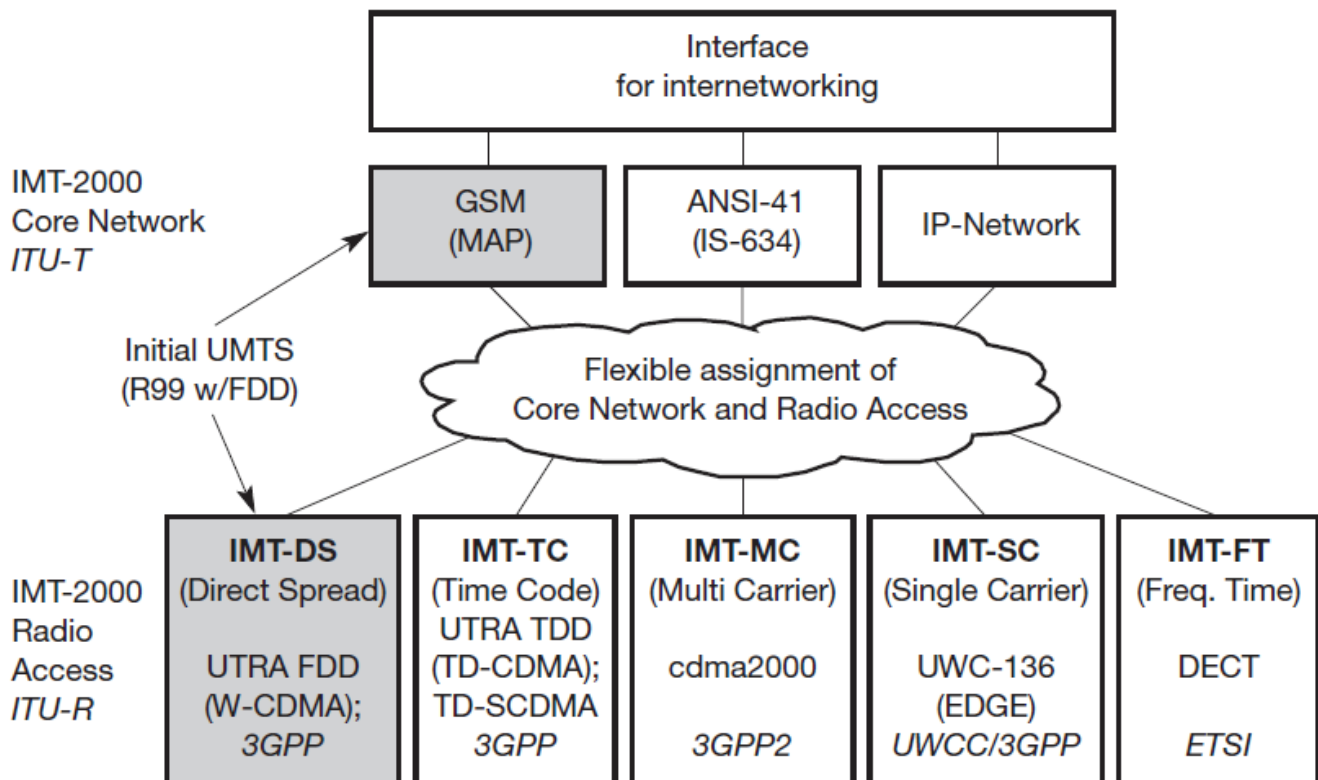 Interface
for internetworking
IMT-2000
Core Network
ITU-T
GSM
(MAP)
ANSI-41
(IS-634)
IP-Network
Initial UMTS
(R99 w/FDD)
Flexible assignment of
Core Network and Radio Access
IMT-2000
Radio
Access
ITU-R
IMT-DS
(Direct Spread)
UTRA FDD
(W-CDMA);
3GPP
IMT-TC
(Time Code)
UTRA TDD
(TD-CDMA);
TD-SCDMA
3GPP
IMT-MC
(Multi Carrier)
cdma2000
3GPP2
IMT-SC
(Single Carrier)
UWC-136
(EDGE)
UWCC/3GPP
IMT-FT
(Freq. Time)
DECT
ETSI